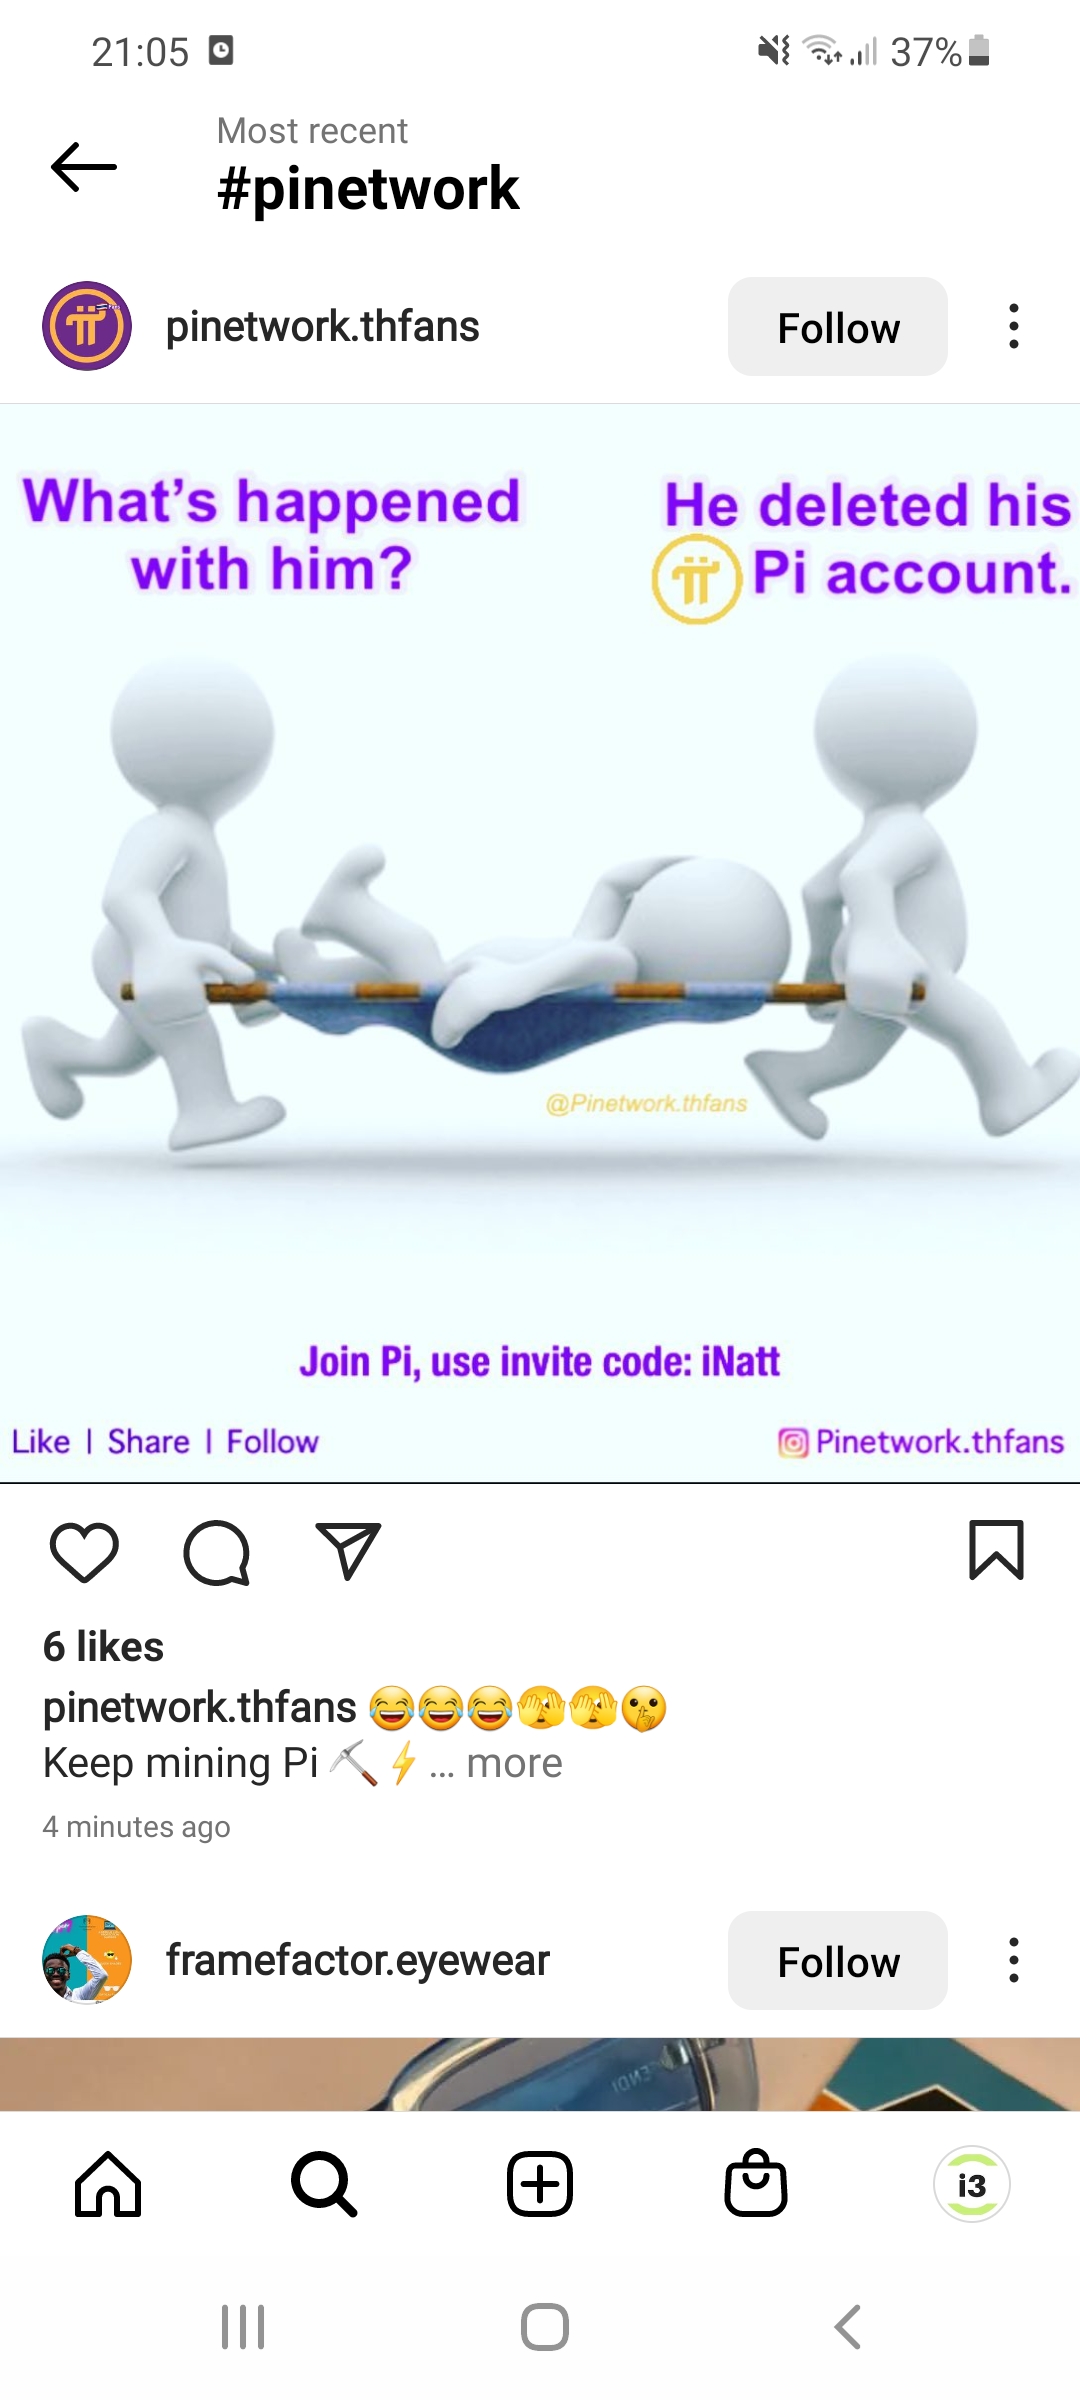 21:05
37%
Most recent
#pinetwork
pinetwork.thfans
Follow
What's happened
with him?
He deleted his
Pi account.
@Pinetwork.thfans
Join Pi, use invite code: iNatt
Like | Share | Follow
Pinetwork.thfans
6 likes
pinetwork.thfans 😂😂😂🫣🫣🤫
Keep mining Pi ⛏️⚡... more
4 minutes ago
framefactor.eyewear
Follow
i3